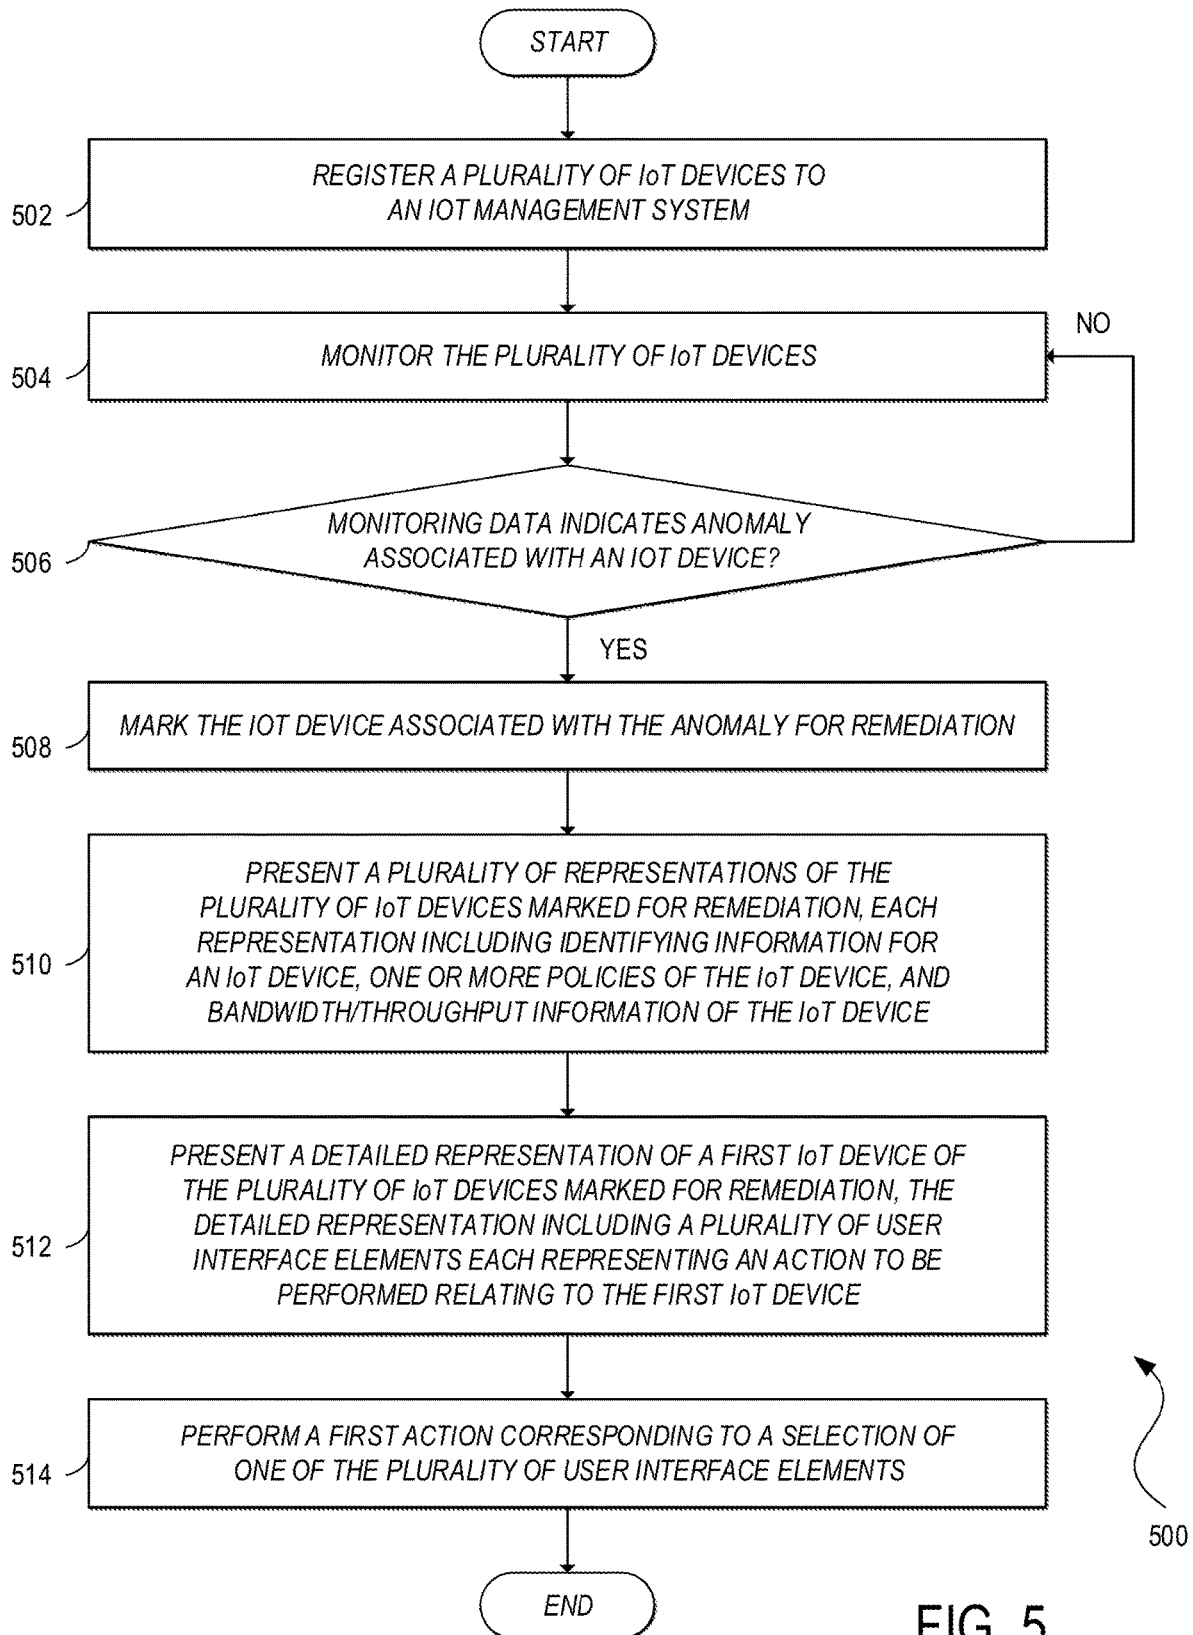 START
REGISTER A PLURALITY OF IoT DEVICES TO
AN IOT MANAGEMENT SYSTEM
502
NO
MONITOR THE PLURALITY OF IoT DEVICES
504
MONITORING DATA INDICATES ANOMALY
ASSOCIATED WITH AN IOT DEVICE?
506
YES
MARK THE IOT DEVICE ASSOCIATED WITH THE ANOMALY FOR REMEDIATION
508
PRESENT A PLURALITY OF REPRESENTATIONS OF THE
PLURALITY OF IoT DEVICES MARKED FOR REMEDIATION, EACH
REPRESENTATION INCLUDING IDENTIFYING INFORMATION FOR
AN IoT DEVICE, ONE OR MORE POLICIES OF THE IoT DEVICE, AND
BANDWIDTH/THROUGHPUT INFORMATION OF THE IoT DEVICE
510
PRESENT A DETAILED REPRESENTATION OF A FIRST IoT DEVICE OF
THE PLURALITY OF IoT DEVICES MARKED FOR REMEDIATION, THE
DETAILED REPRESENTATION INCLUDING A PLURALITY OF USER
INTERFACE ELEMENTS EACH REPRESENTING AN ACTION TO BE
PERFORMED RELATING TO THE FIRST IoT DEVICE
512
PERFORM A FIRST ACTION CORRESPONDING TO A SELECTION OF
ONE OF THE PLURALITY OF USER INTERFACE ELEMENTS
514
500
END
FIG. 5